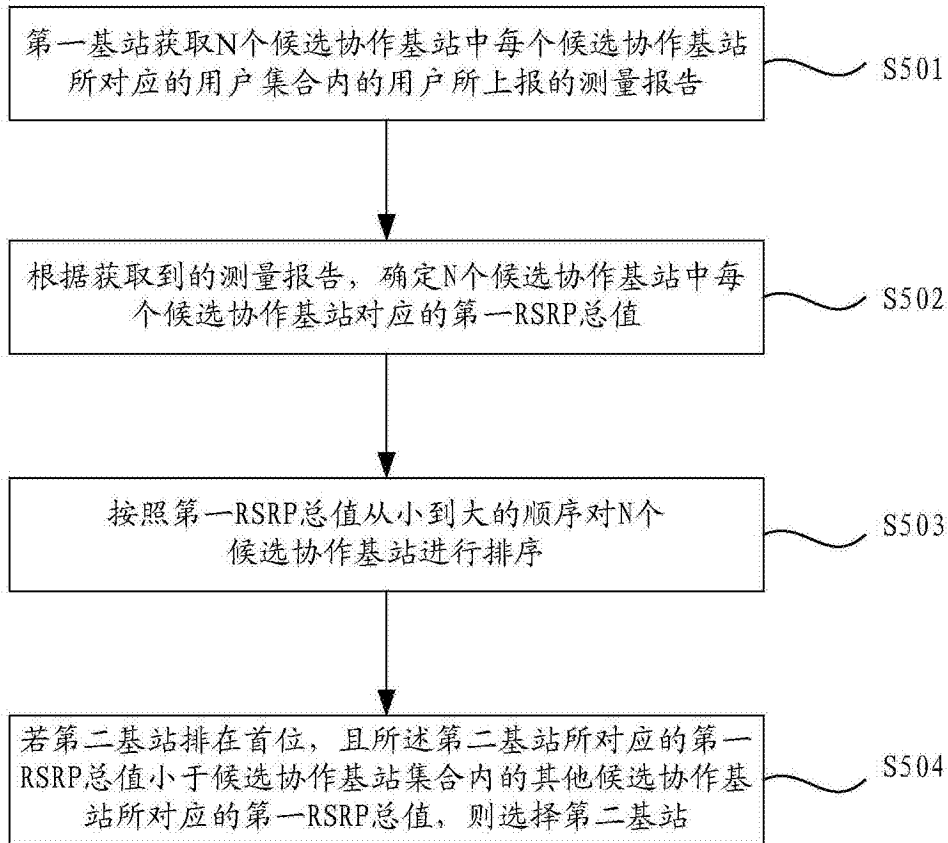 第一基站获取N个候选协作基站中每个候选协作基站
所对应的用户集合内的用户所上报的测量报告
S501
根据获取到的测量报告，确定N个候选协作基站中每
个候选协作基站对应的第一RSRP总值
S502
按照第一RSRP总值从小到大的顺序对N个
候选协作基站进行排序
S503
若第二基站排在首位，且所述第二基站所对应的第一
RSRP总值小于候选协作基站集合内的其他候选协作基
站所对应的第一RSRP总值，则选择第二基站
S504